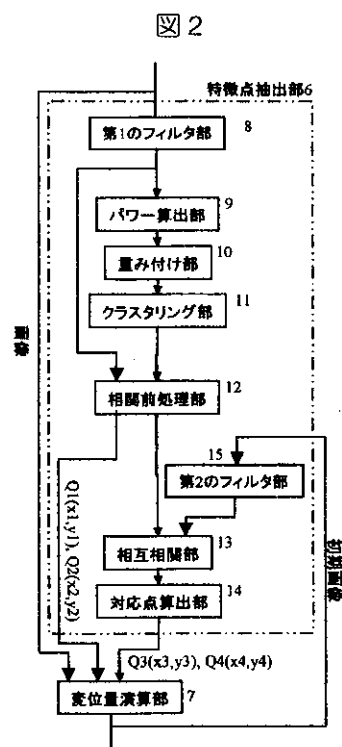 図2
特徴点抽出部6
第1のフィルタ部
8
パワー算出部
9
重み付け部
10
クラスタリング部
11
画像
相関前処理部
12
15
第2のフィルタ部
Q1(x1,y1), Q2(x2,y2)
相互相関部
13
初期画像
対応点算出部
14
Q3(x3,y3), Q4(x4,y4)
変位量演算部
7